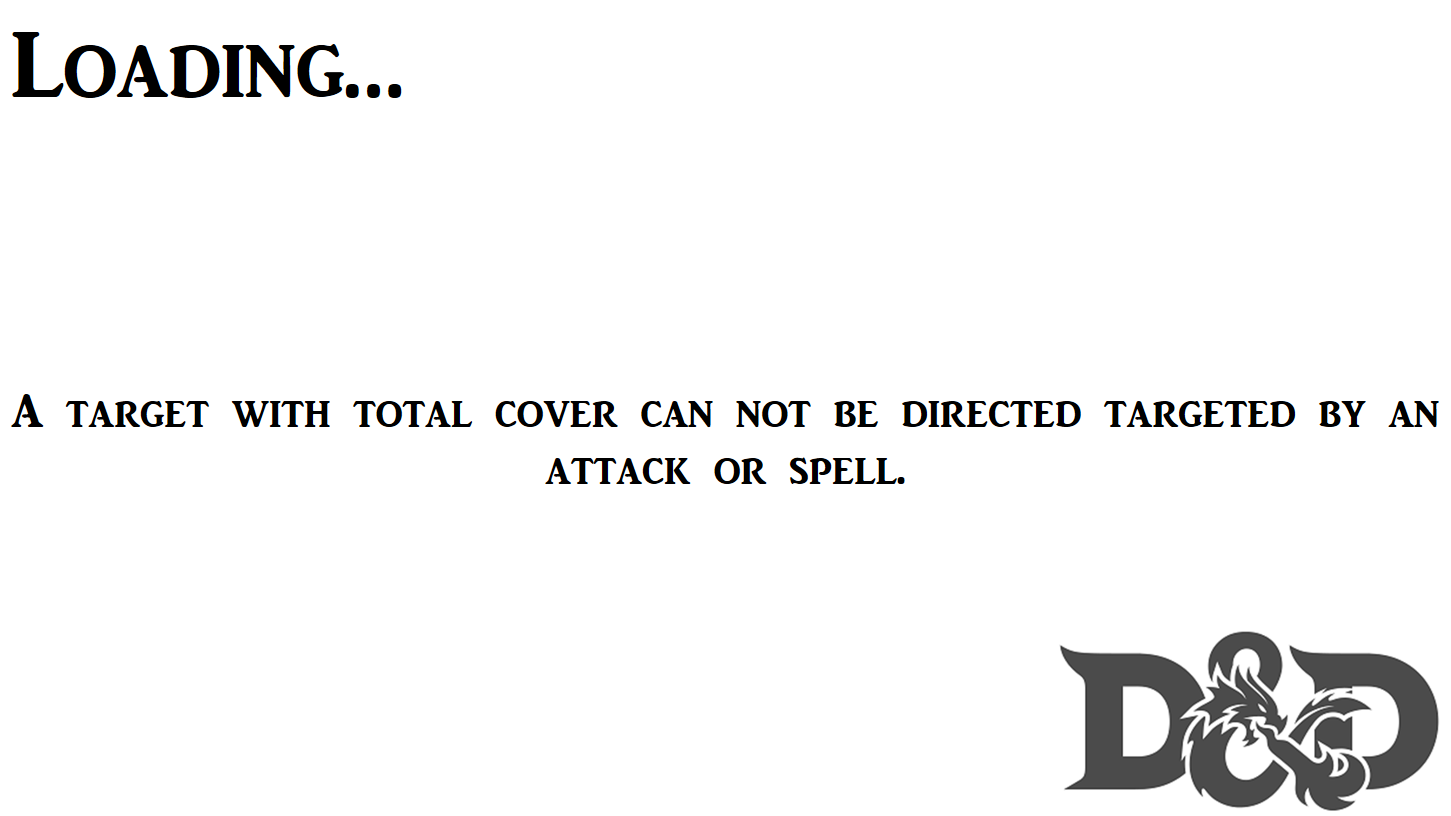 Loading...
A target with total cover can not be directed targeted by an
attack or spell.
D&D